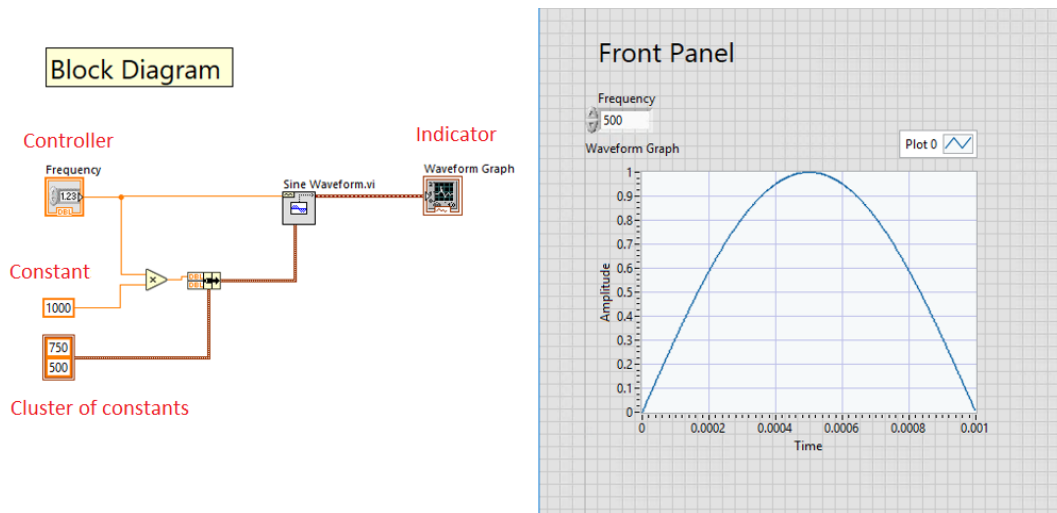 Block Diagram
Controller
Frequency
1.23
DBL
Sine Waveform.vi
Indicator
Waveform Graph
Constant
1000
×
DBL
DBL
750
500
Cluster of constants
Front Panel
Frequency
500
Waveform Graph
Plot 0
Amplitude
1
0.9
0.8
0.7
0.6
0.5
0.4
0.3
0.2
0.1
0
0 0.0002 0.0004 0.0006 0.0008 0.001
Time